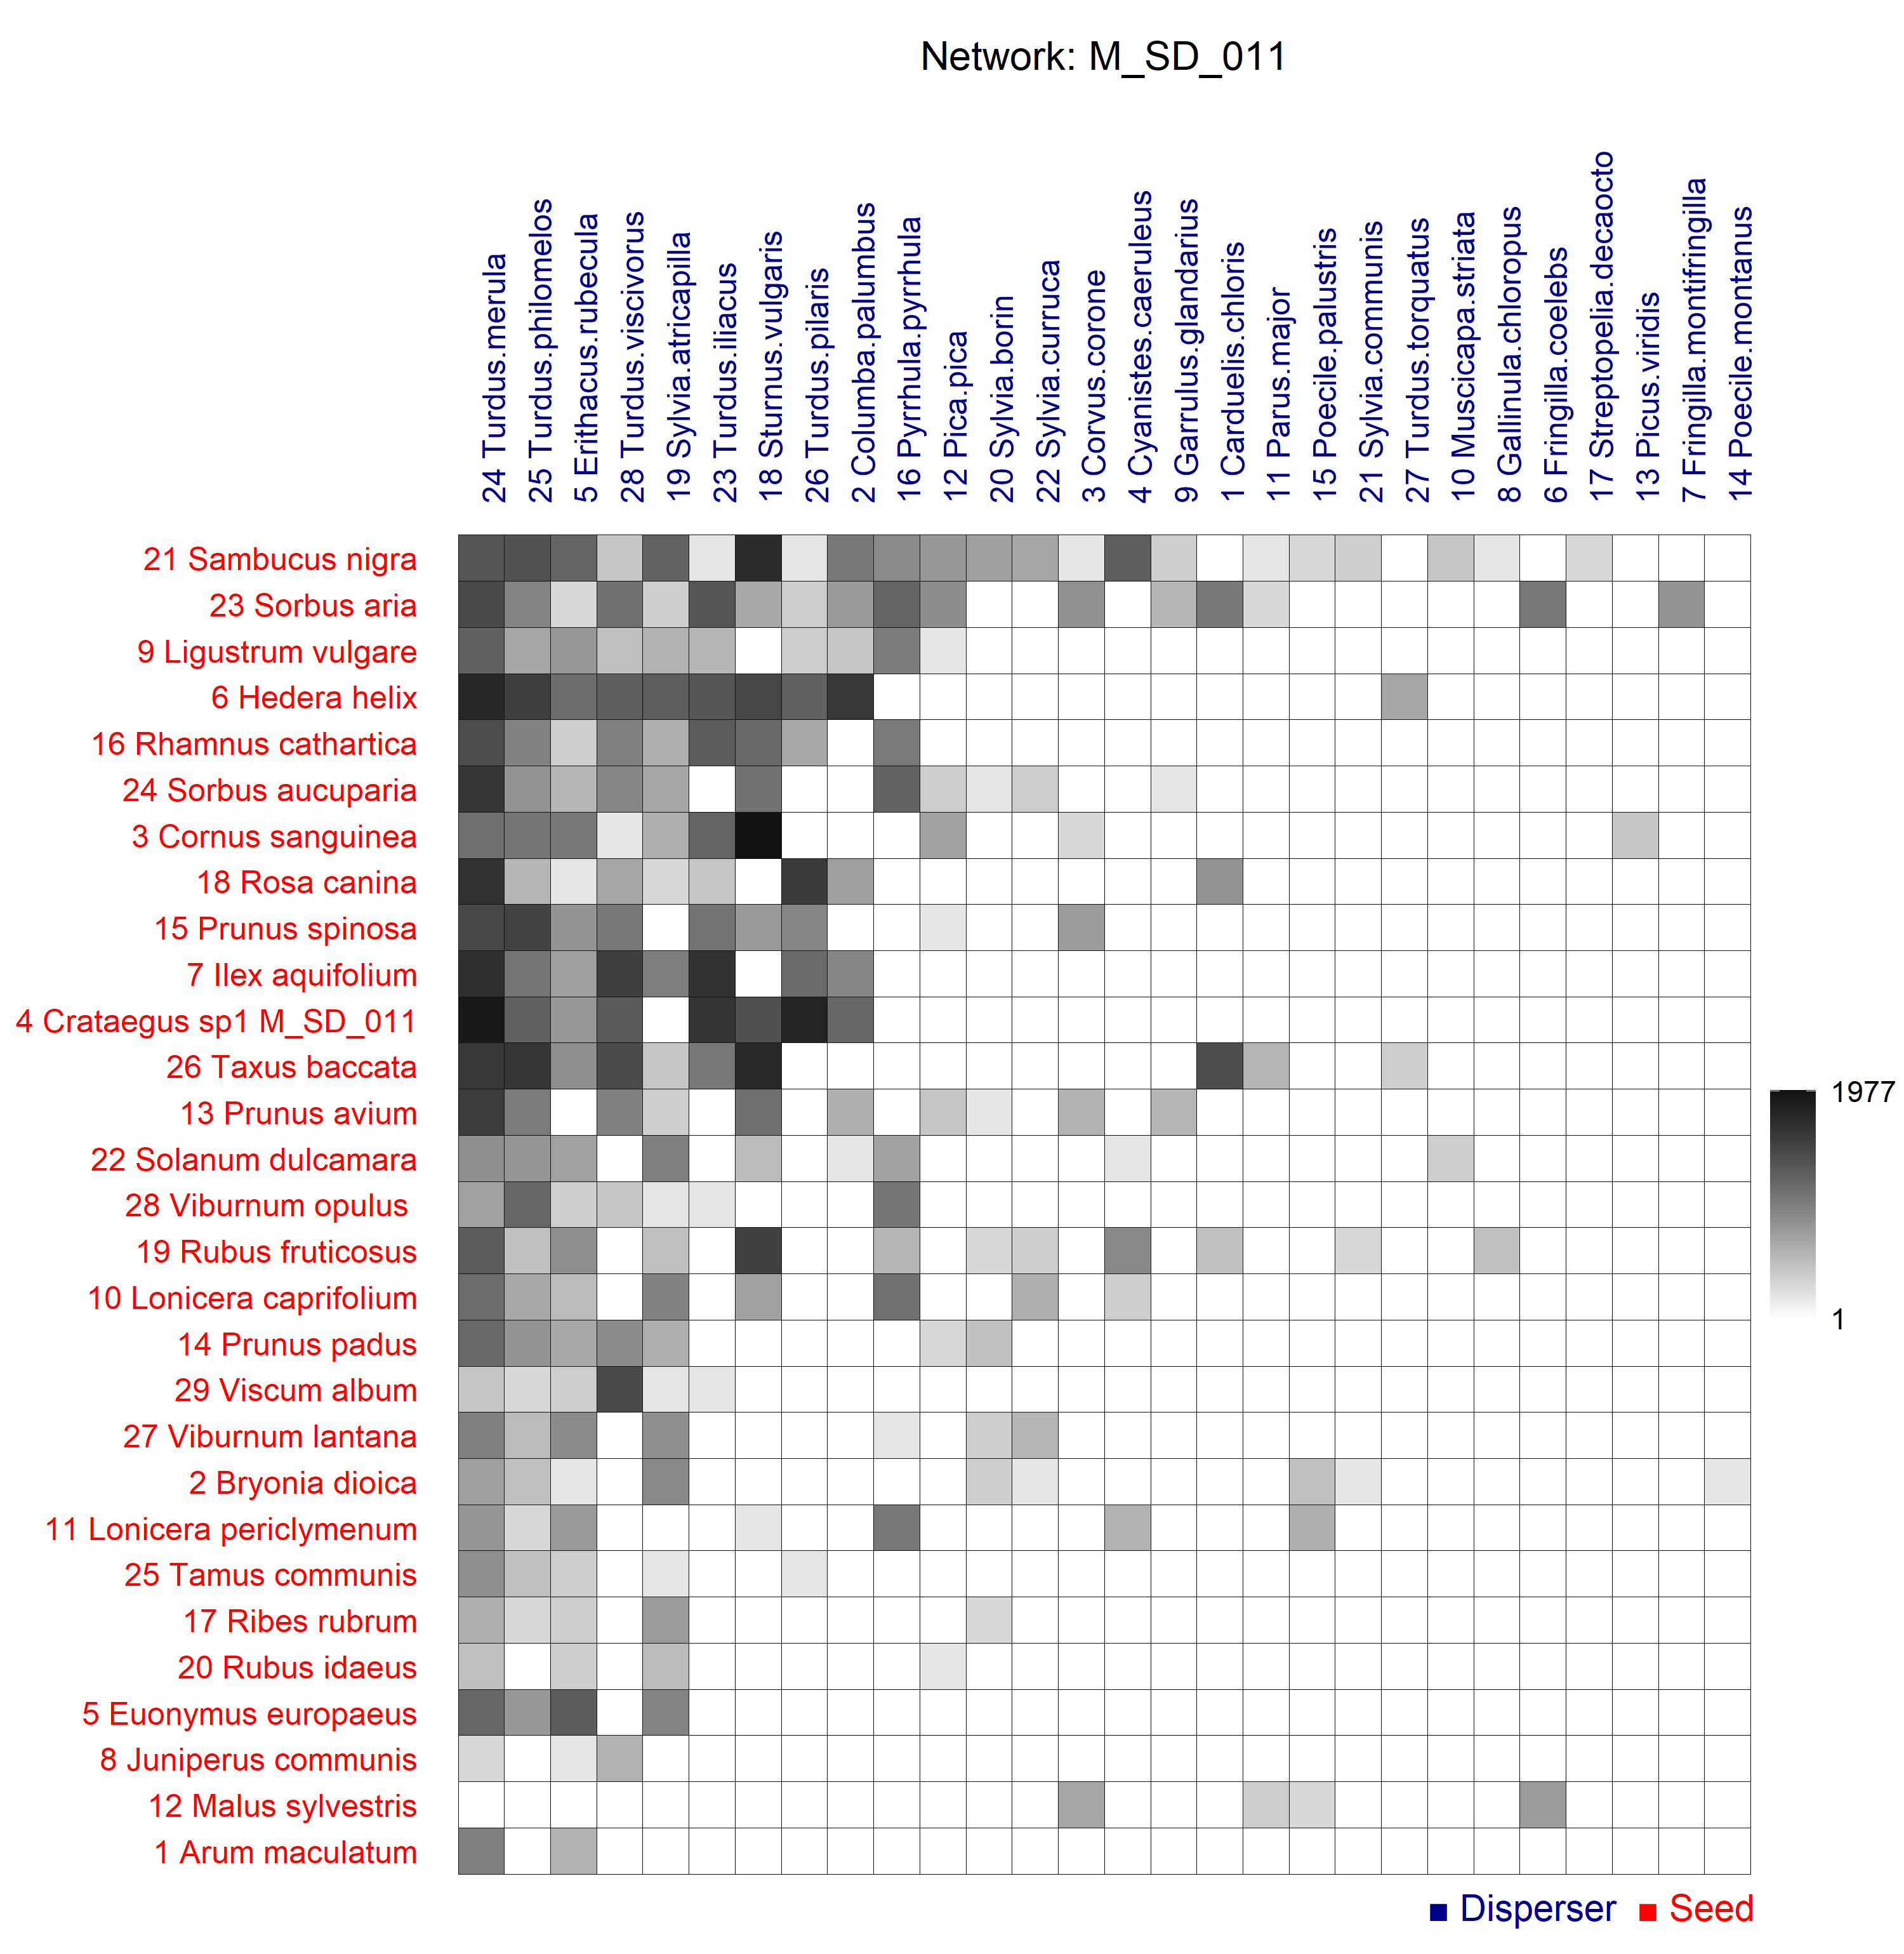 Network: M_SD_011
24 Turdus.merula
25 Turdus.philomelos
5 Erithacus.rubecula
28 Turdus.viscivorus
19 Sylvia.atricapilla
23 Turdus.iliacus
18 Sturnus.vulgaris
26 Turdus.pilaris
2 Columba.palumbus
16 Pyrrhula.pyrrhula
12 Pica.pica
20 Sylvia.borin
22 Sylvia.curruca
3 Corvus.corone
4 Cyanistes.caeruleus
9 Garrulus.glandarius
1 Carduelis.chloris
11 Parus.major
15 Poecile.palustris
21 Sylvia.communis
27 Turdus.torquatus
10 Muscicapa.striata
8 Gallinula.chloropus
6 Fringilla.coelebs
17 Streptopelia.decaocto
13 Picus.viridis
7 Fringilla.montifringilla
14 Poecile.montanus
21 Sambucus nigra
23 Sorbus aria
9 Ligustrum vulgare
6 Hedera helix
16 Rhamnus cathartica
24 Sorbus aucuparia
3 Cornus sanguinea
18 Rosa canina
15 Prunus spinosa
7 Ilex aquifolium
4 Crataegus sp1 M_SD_011
26 Taxus baccata
13 Prunus avium
22 Solanum dulcamara
28 Viburnum opulus
19 Rubus fruticosus
10 Lonicera caprifolium
14 Prunus padus
29 Viscum album
27 Viburnum lantana
2 Bryonia dioica
11 Lonicera periclymenum
25 Tamus communis
17 Ribes rubrum
20 Rubus idaeus
5 Euonymus europaeus
8 Juniperus communis
12 Malus sylvestris
1 Arum maculatum
1977
1
Disperser Seed